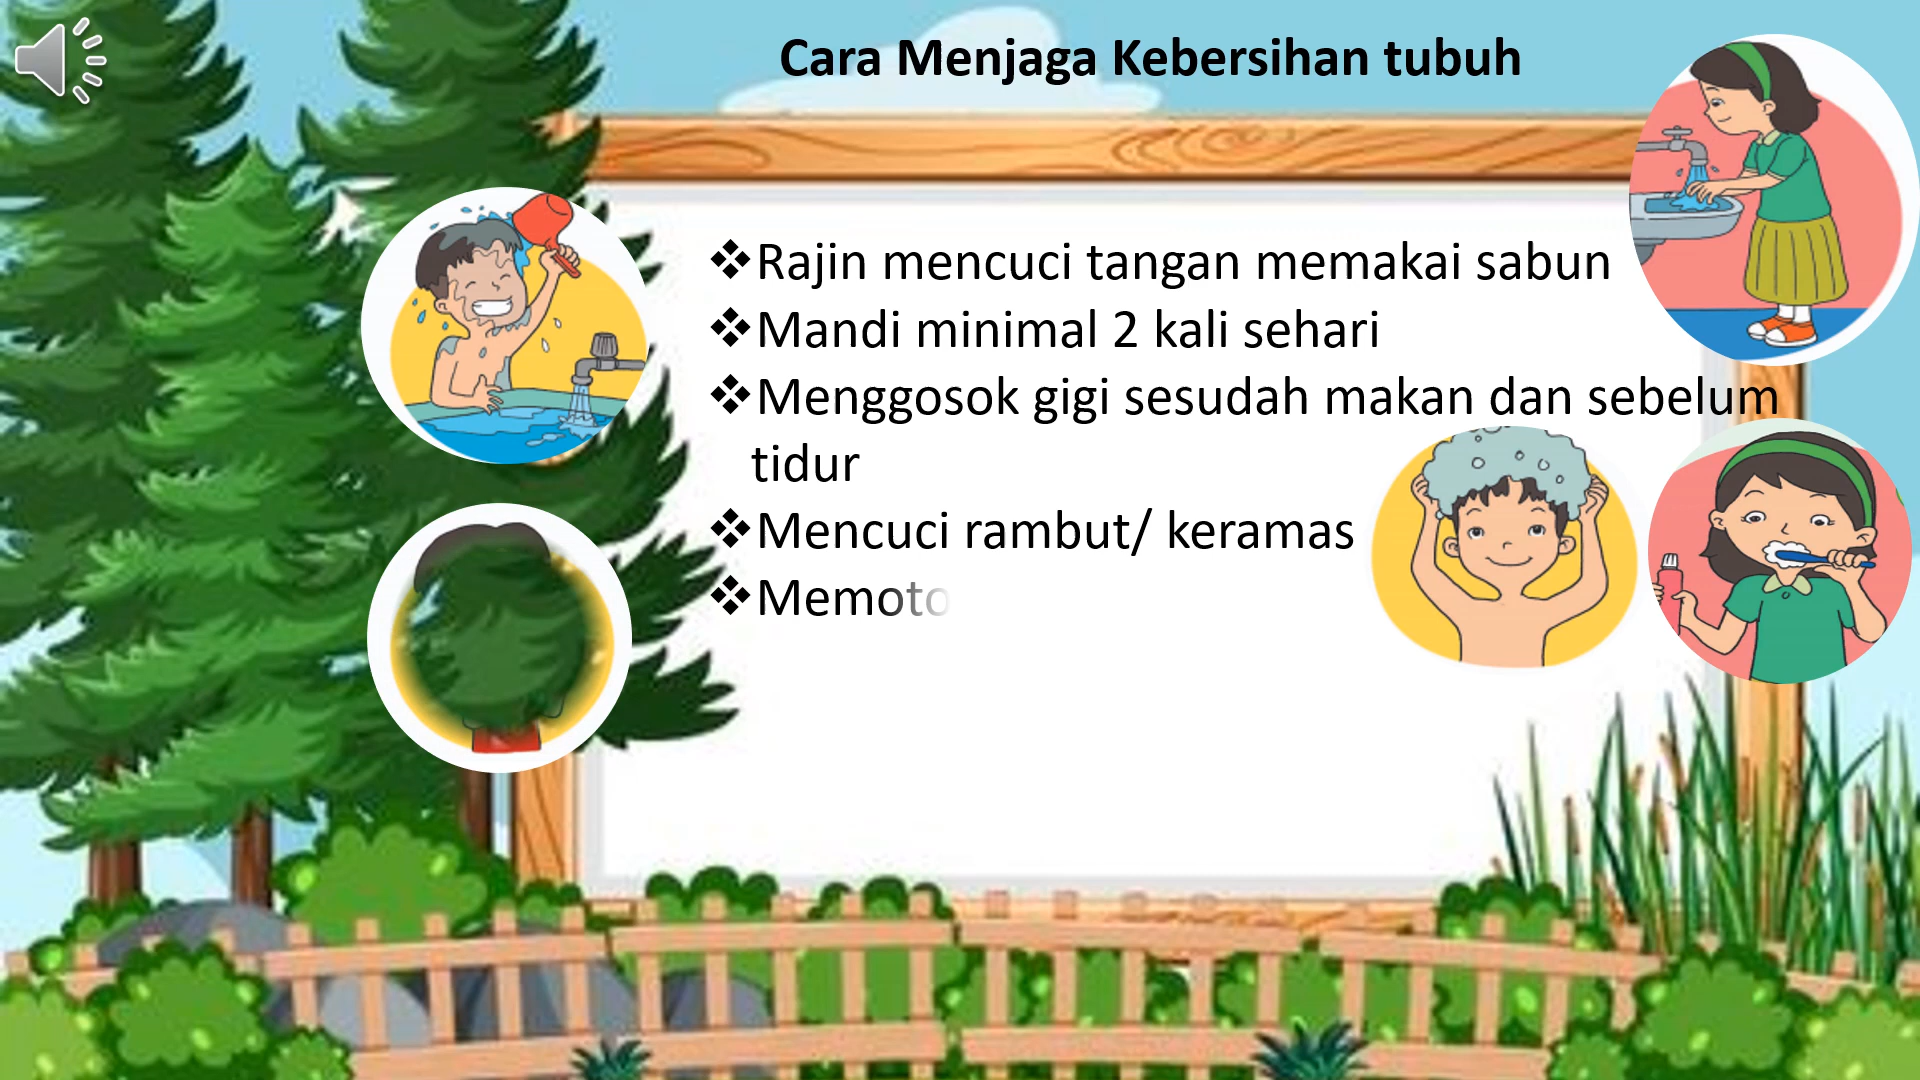 Cara Menjaga Kebersihan tubuh
❖Rajin mencuci tangan memakai sabun
❖Mandi minimal 2 kali sehari
❖Menggosok gigi sesudah makan dan sebelum
tidur
❖Mencuci rambut/ keramas
❖Memoto